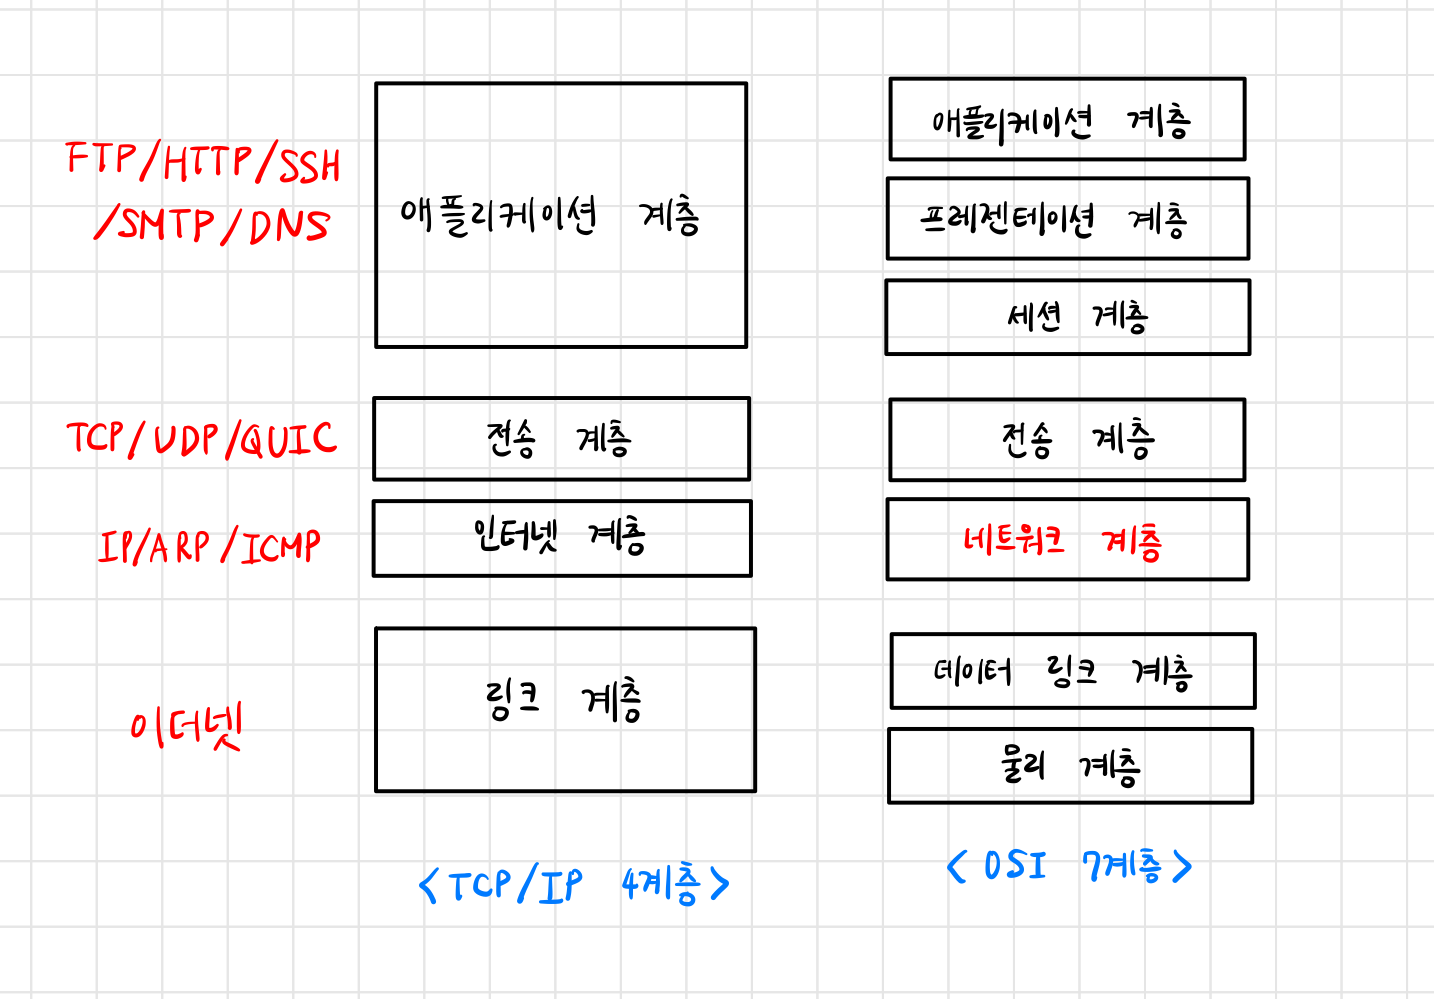 FTP/HTTP/SSH
/SMTP/DNS
애플리케이션 계층
애플리케이션 계층
프레젠테이션 계층
세션 계층
TCP/UDP/QUIC
전송 계층
전송 계층
IP/ARP/ICMP
인터넷 계층
네트워크 계층
이더넷
링크 계층
데이터 링크 계층
물리 계층
<TCP/IP 4계층>
<OSI 7계층>